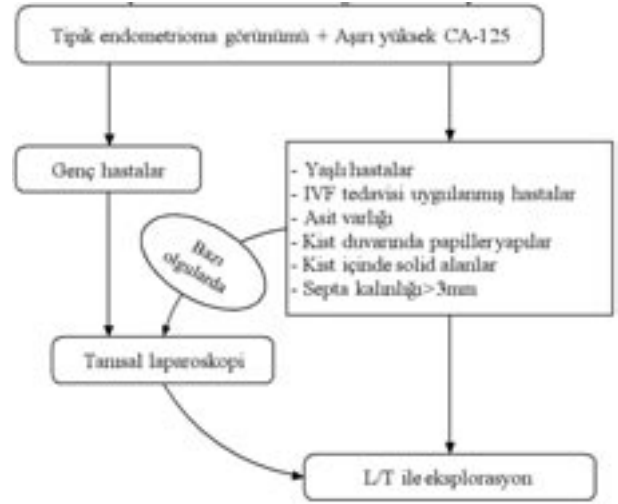 Tipik endometrioma görünümü + Aşırı yüksek CA-125
Genç hastalar
- Yaşlı hastalar
- IVF tedavisi uygulanmış hastalar
- Asit varlığı
- Kist duvarında papiller yapılar
- Kist içinde solid alanlar
- Septa kalınlığı>3mm
Bazı
olgularda
Tanısal laparoskopi
L/T ile eksplorasyon